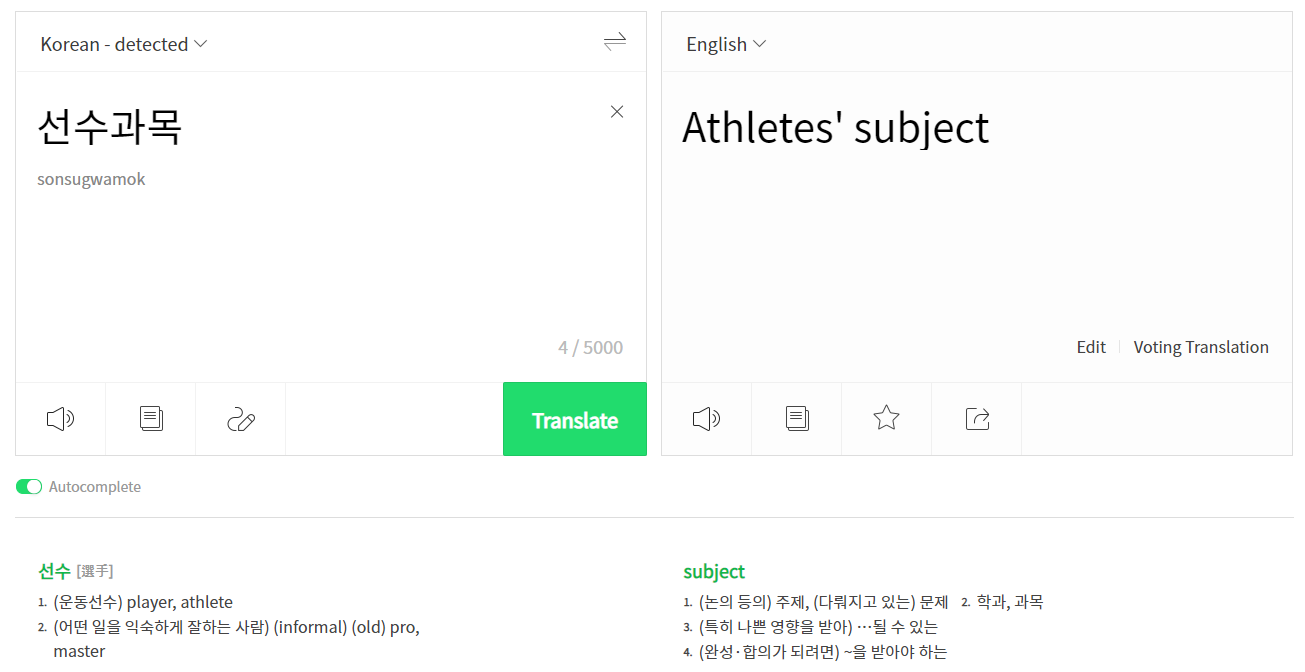 Korean - detected
English
선수과목
Athletes' subject
sonsugwamok
4 / 5000
Edit
Voting Translation
Translate
Autocomplete
선수 [選手]
1. (운동선수) player, athlete
2. (어떤 일을 익숙하게 잘하는 사람) (informal) (old) pro,
master
subject
1. (논의 등의) 주제, (다뤄지고 있는) 문제 2. 학과, 과목
3. (특히 나쁜 영향을 받아) …될 수 있는
4. (완성·합의가 되려면) ~을 받아야 하는